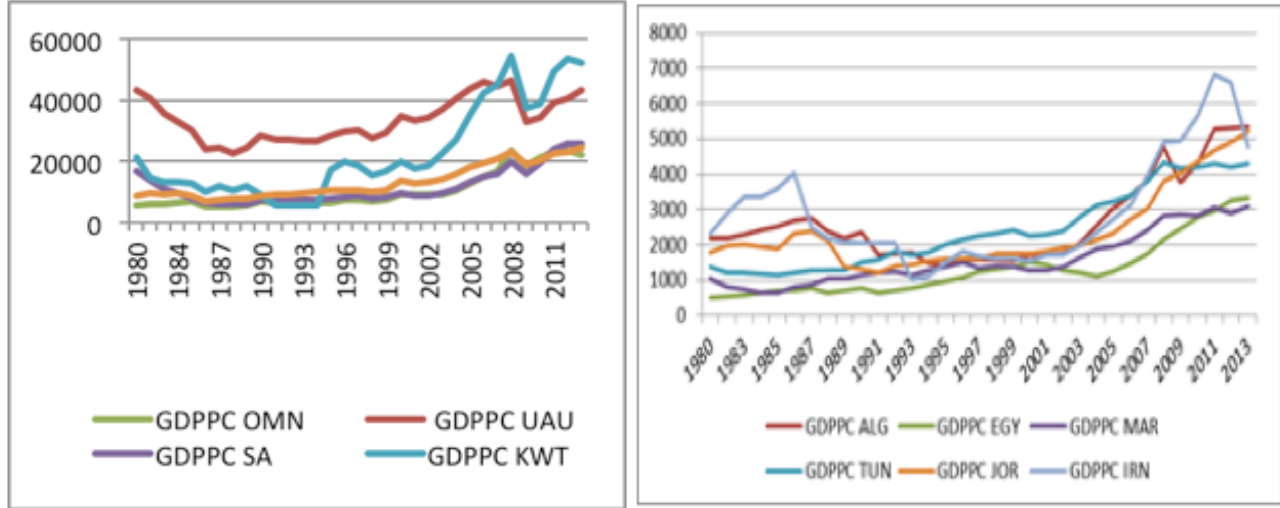 60000
40000
20000
0
1980 1984 1987 1990 1993 1996 1999 2002 2005 2008 2011
GDPPC OMN GDPPC UAU
GDPPC SA GDPPC KWT
8000
7000
6000
5000
4000
3000
2000
1000
0
1980 1983 1985 1987 1989 1991 1993 1995 1997 1999 2001 2003 2005 2007 2009 2011 2013
GDPPC ALG GDPPC EGY GDPPC MAR
GDPPC TUN GDPPC JOR GDPPC IRN